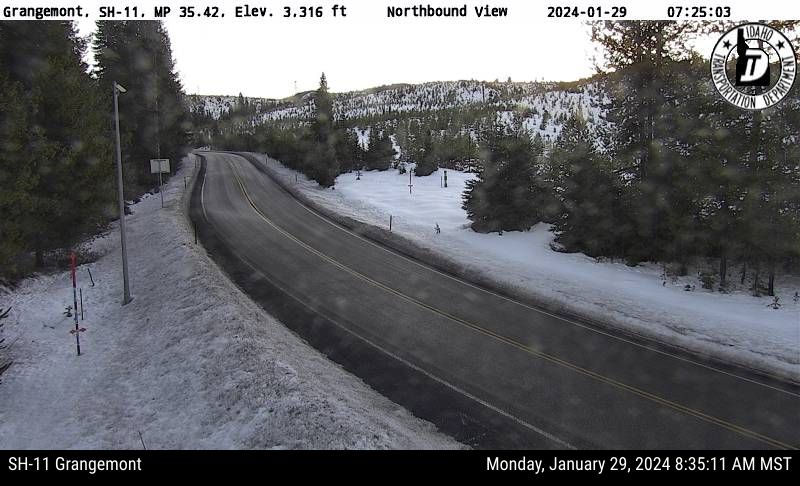 Grangemont, SH-11, MP 35.42, Elev. 3,316 ft Northbound View 2024-01-29 07:25:03
IDAHO
TRANSPORTATION DEPARTMENT
SH-11 Grangemont Monday, January 29, 2024 8:35:11 AM MST